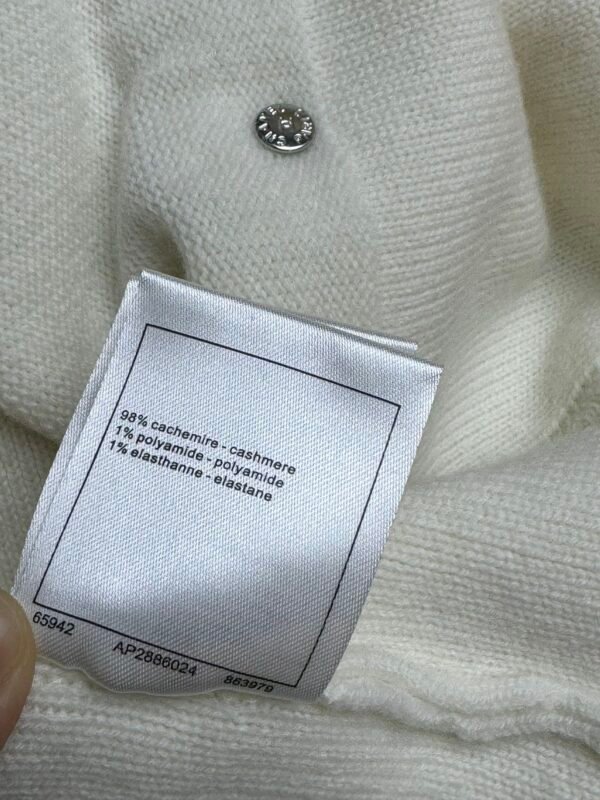 98% cachemire - cashmere
1% polyamide - polyamide
1% elasthanne - elastane
65942
AP2886024
863979